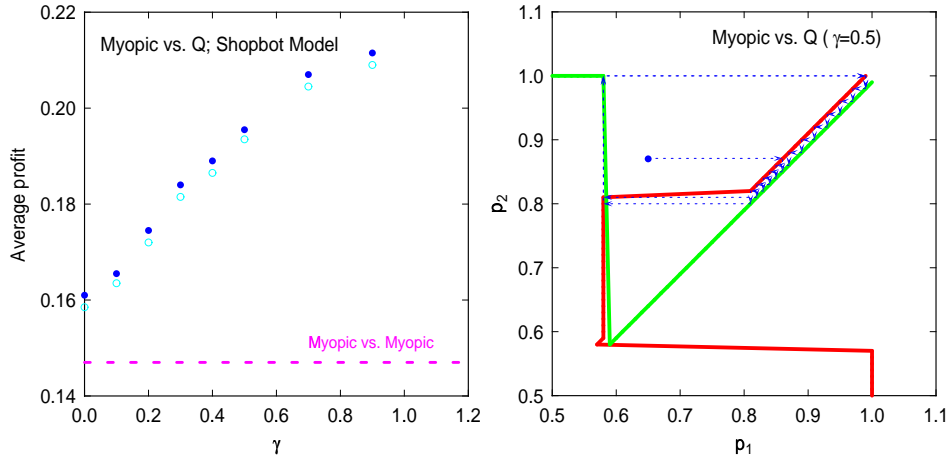 Myopic vs. Q; Shopbot Model
Average profit
0.22
0.20
0.18
0.16
0.14
Myopic vs. Myopic
0.0 0.2 0.4 0.6 0.8 1.0 1.2
γ
Myopic vs. Q ( γ=0.5)
p2
1.1
1.0
0.9
0.8
0.7
0.6
0.5
0.5 0.6 0.7 0.8 0.9 1.0 1.1
p1